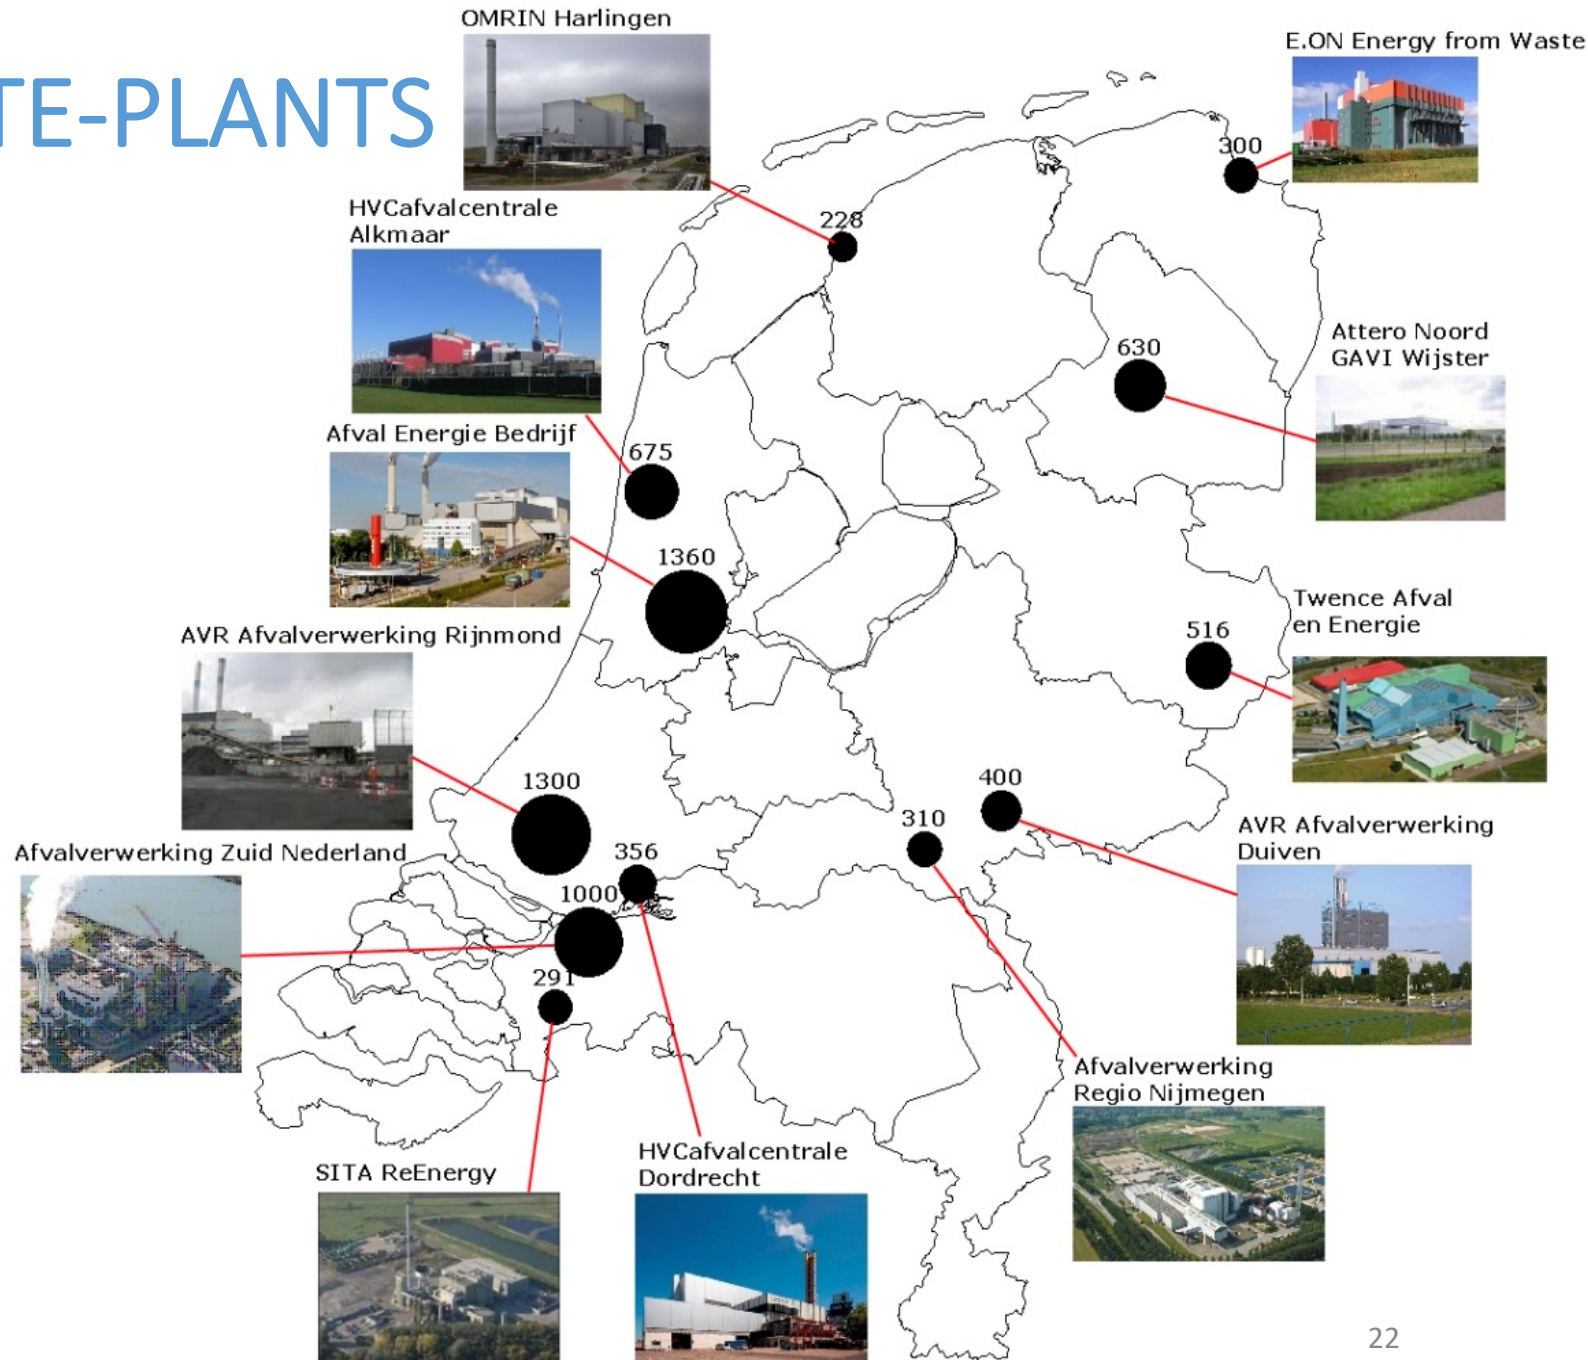 TE-PLANTS
OMRIN Harlingen
E.ON Energy from Waste
300
HVCafvalcentrale
Alkmaar
228
Attero Noord
GAVI Wijster
630
Afval Energie Bedrijf
675
1360
Twence Afval
en Energie
516
AVR Afvalverwerking Rijnmond
1300
400
310
AVR Afvalverwerking
Duiven
Afvalverwerking Zuid Nederland
356
1000
291
Afvalverwerking
Regio Nijmegen
SITA ReEnergy
HVCafvalcentrale
Dordrecht
22